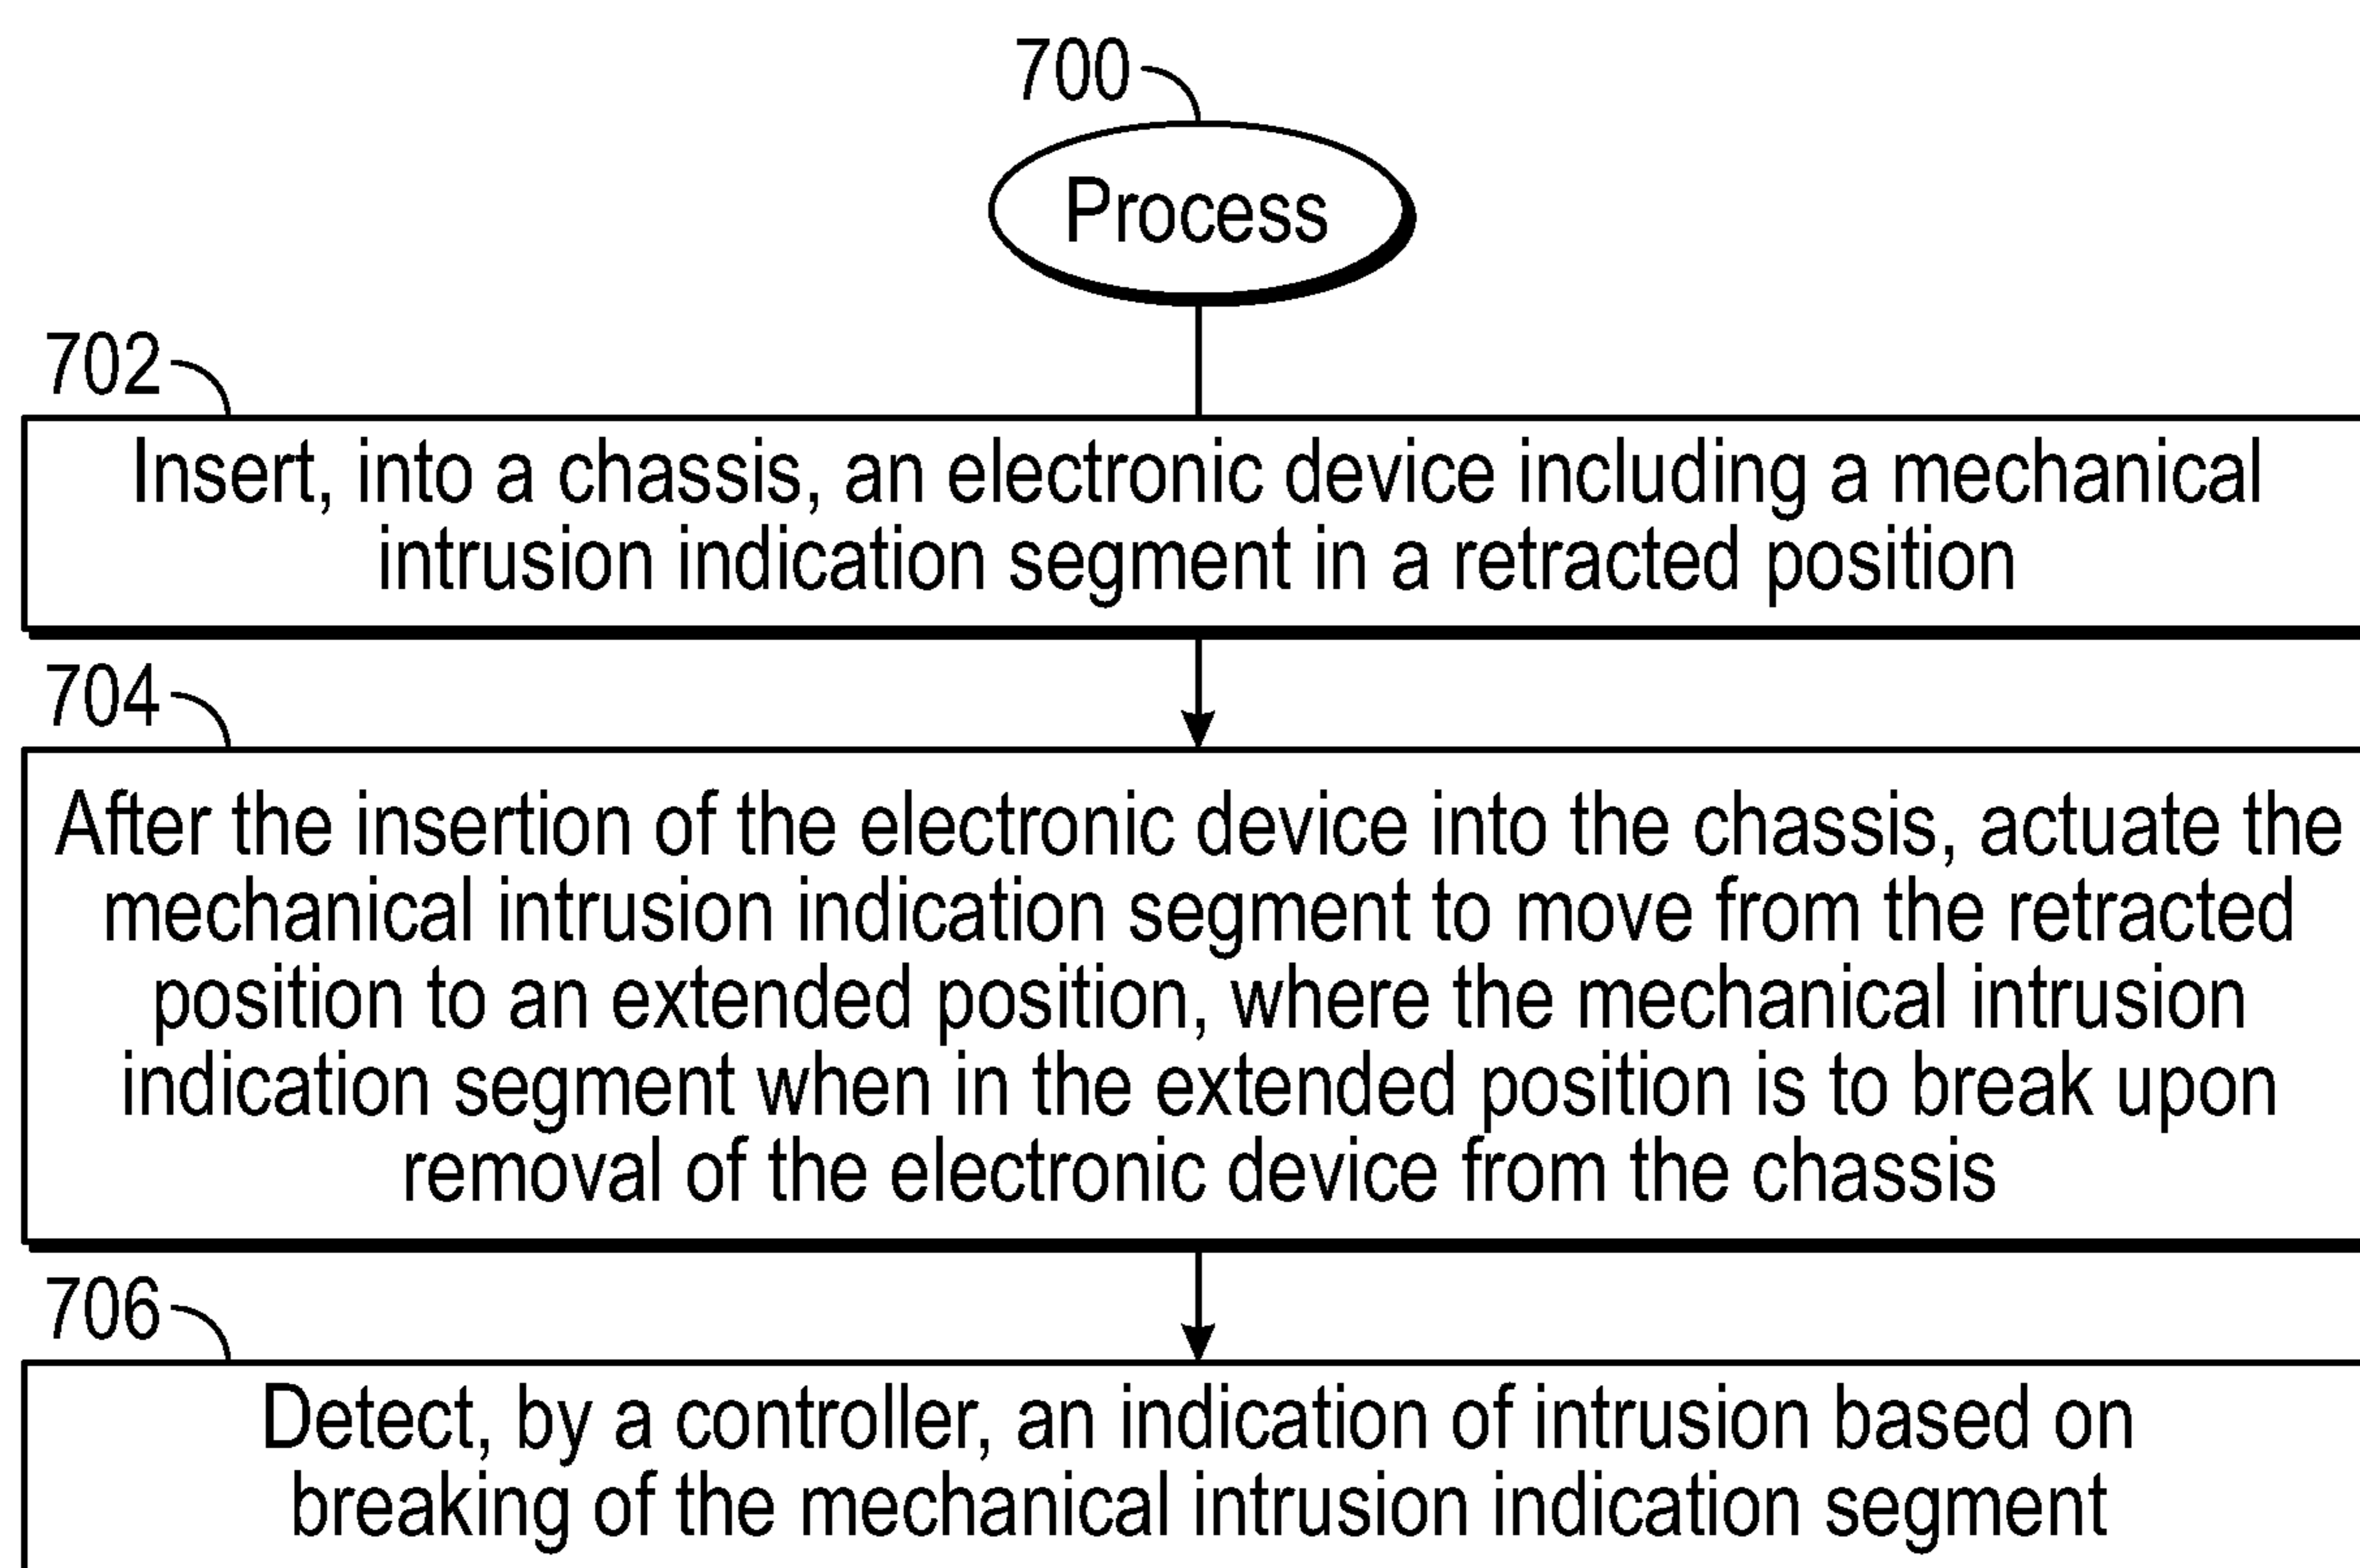 700
Process
702
Insert, into a chassis, an electronic device including a mechanical
intrusion indication segment in a retracted position
704
After the insertion of the electronic device into the chassis, actuate the
mechanical intrusion indication segment to move from the retracted
position to an extended position, where the mechanical intrusion
indication segment when in the extended position is to break upon
removal of the electronic device from the chassis
706
Detect, by a controller, an indication of intrusion based on
breaking of the mechanical intrusion indication segment